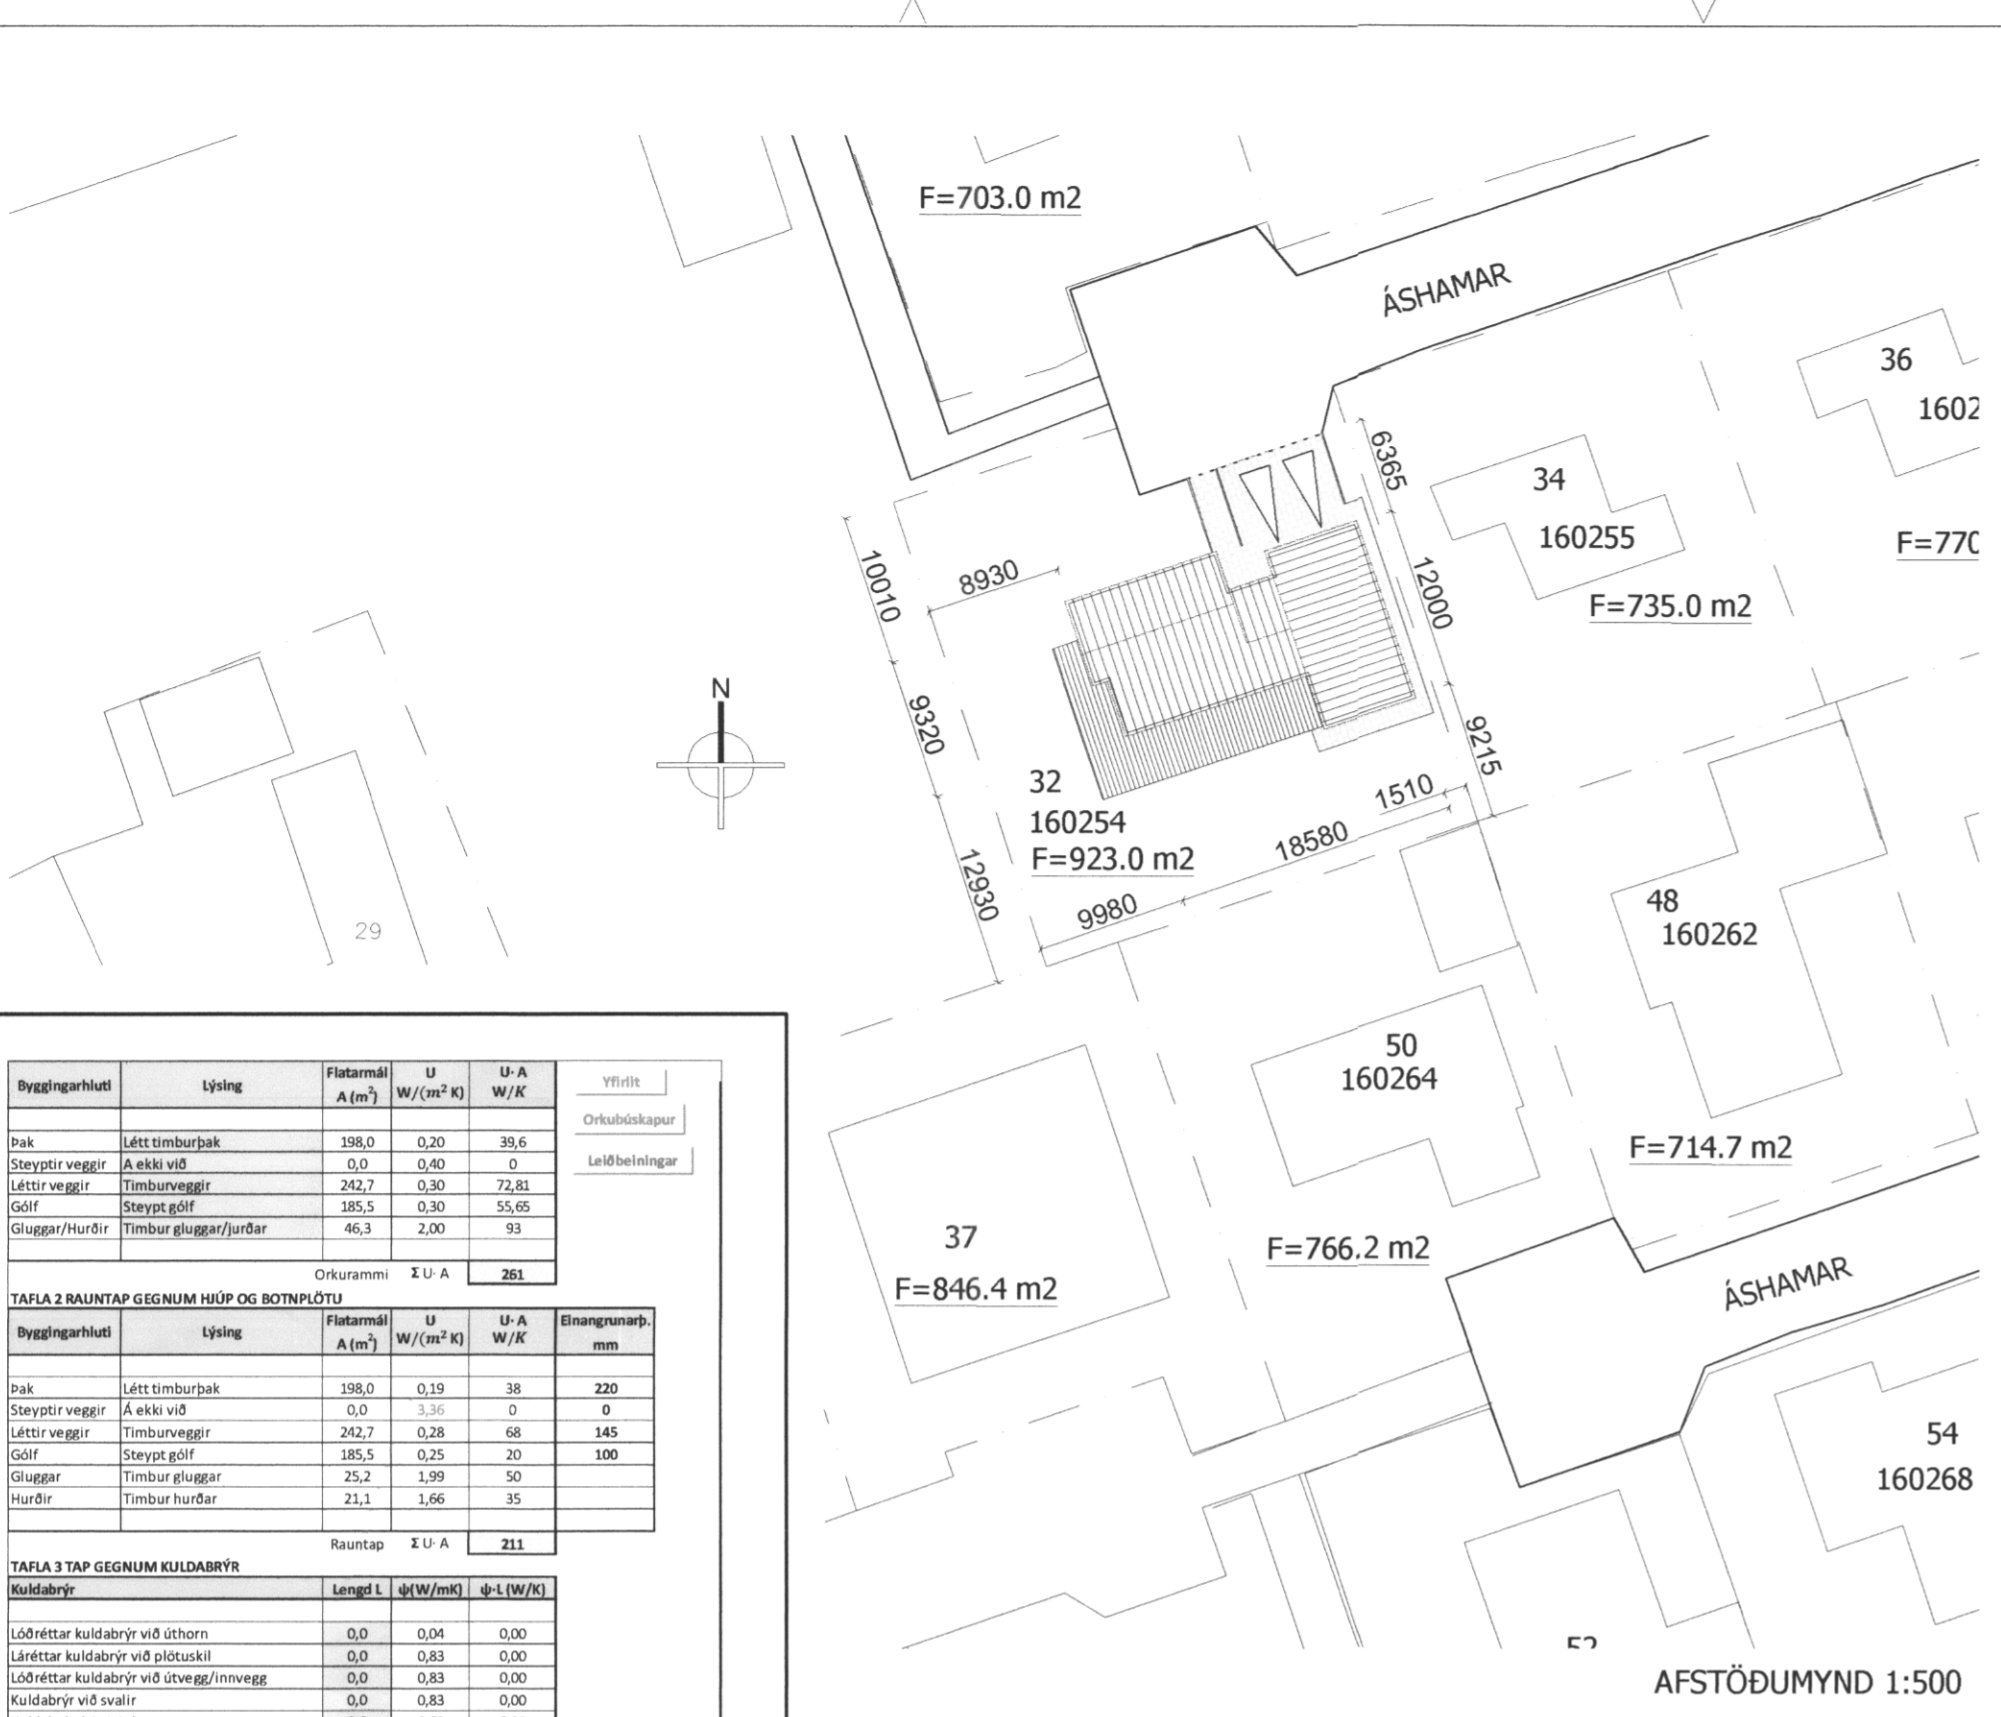 F=703.0 m2
ÁSHAMAR
36
1602
6365
34
160255
F=770
10010
8930
12000
F=735.0 m2
N
9320
9215
32
1510
160254
18580
F=923.0 m2
12930
9980
48
160262
29
50
160264
F=714.7 m2
37
F=766.2 m2
F=846.4 m2
ÁSHAMAR
54
160268
52
AFSTÖÐUMYND 1:500
Byggingarhluti Lýsing Flatarmál A (m²) U W/(m² K) U·A W/K
Yfirlit
Orkubúskapur
Leiðbeiningar
Þak Létt timburþak 198,0 0,20 39,6
Steyptir veggir A ekki við 0,0 0,40 0
Léttir veggir Timburveggir 242,7 0,30 72,81
Gólf Steypt gólf 185,5 0,30 55,65
Gluggar/Hurðir Timbur gluggar/jurðar 46,3 2,00 93
Orkurammi Σ U·A 261
TAFLA 2 RAUNTAP GEGNUM HJÚP OG BOTNPLÖTU
Byggingarhluti Lýsing Flatarmál A (m²) U W/(m² K) U·A W/K Einangrunarþ. mm
Þak Létt timburþak 198,0 0,19 38 220
Steyptir veggir Á ekki við 0,0 3,36 0 0
Léttir veggir Timburveggir 242,7 0,28 68 145
Gólf Steypt gólf 185,5 0,25 20 100
Gluggar Timbur gluggar 25,2 1,99 50
Hurðir Timbur hurðar 21,1 1,66 35
Rauntap Σ U·A 211
TAFLA 3 TAP GEGNUM KULDABRÝR
Kuldabrýr Lengd L ψ(W/mK) ψ·L (W/K)
Lóðréttar kuldabrýr við úthorn 0,0 0,04 0,00
Láréttar kuldabrýr við plötuskil 0,0 0,83 0,00
Lóðréttar kuldabrýr við útvegg/innvegg 0,0 0,83 0,00
Kuldabrýr við svalir 0,0 0,83 0,00